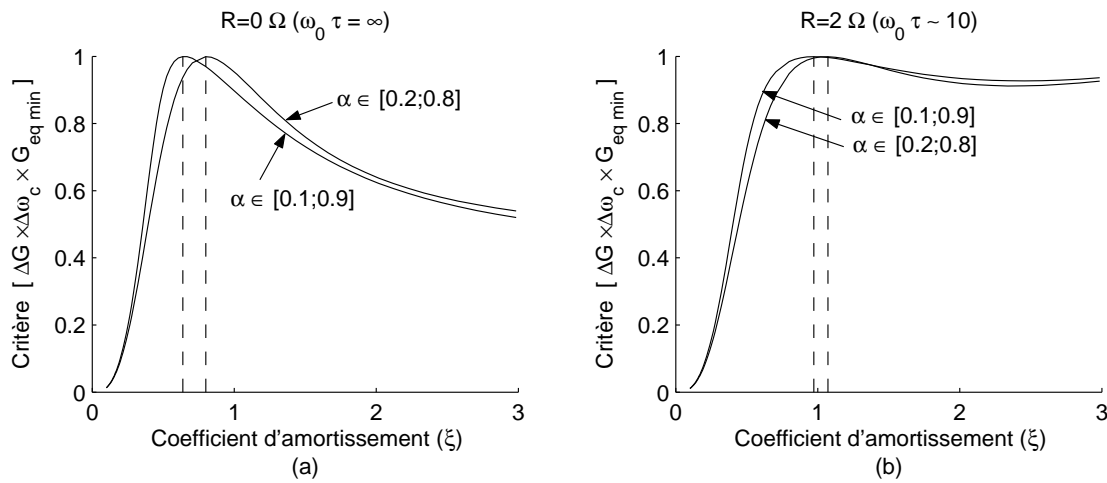 R=0 Ω (ω0 τ = ∞)
Critère [ ΔG ×Δωc × Geq min ]
1
0.8
0.6
0.4
0.2
0
α ∈ [0.2;0.8]
α ∈ [0.1;0.9]
0
1
2
3
Coefficient d'amortissement (ξ)
(a)
R=2 Ω (ω0 τ ~ 10)
Critère [ ΔG ×Δωc × Geq min ]
1
0.8
0.6
0.4
0.2
0
α ∈ [0.1;0.9]
α ∈ [0.2;0.8]
0
1
2
3
Coefficient d'amortissement (ξ)
(b)